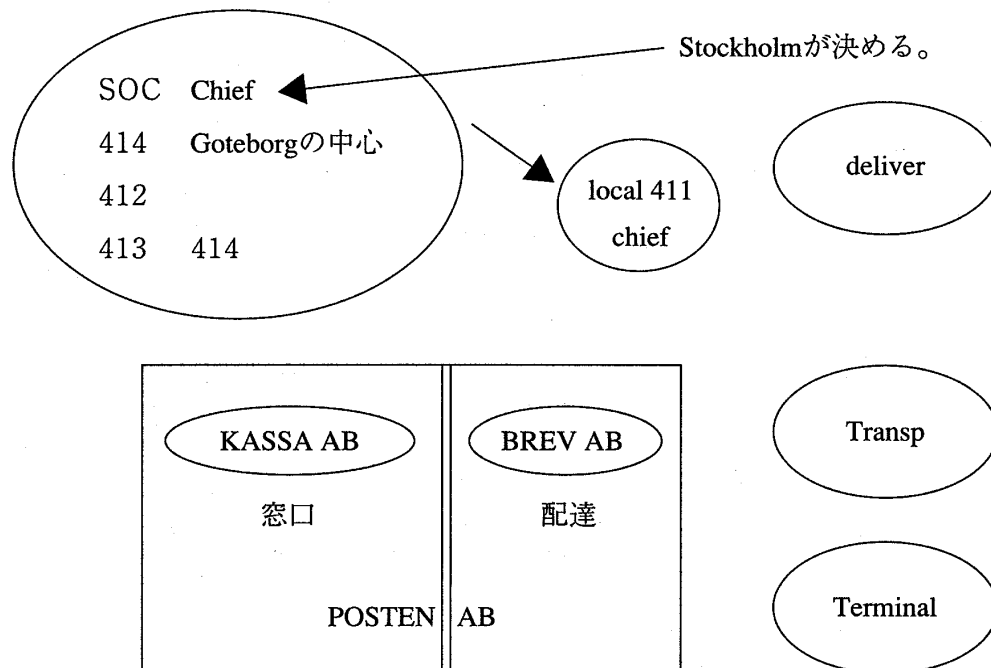 Stockholmが決める。
SOC Chief
414 Goteborgの中心
412
413 414
local 411
chief
deliver
KASSA AB
BREV AB
窓口
配達
POSTEN AB
Transp
Terminal